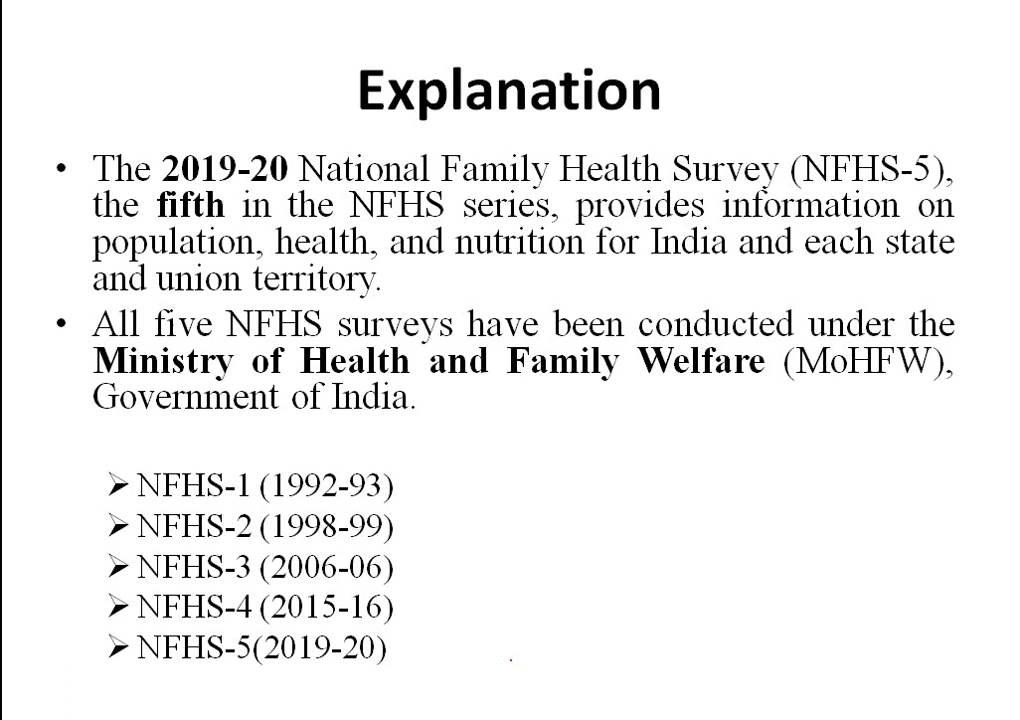 Explanation
• The 2019-20 National Family Health Survey (NFHS-5),
the fifth in the NFHS series, provides information on
population, health, and nutrition for India and each state
and union territory.
• All five NFHS surveys have been conducted under the
Ministry of Health and Family Welfare (MoHFW),
Government of India.
➢ NFHS-1 (1992-93)
➢ NFHS-2 (1998-99)
➢ NFHS-3 (2006-06)
➢ NFHS-4 (2015-16)
➢ NFHS-5(2019-20)